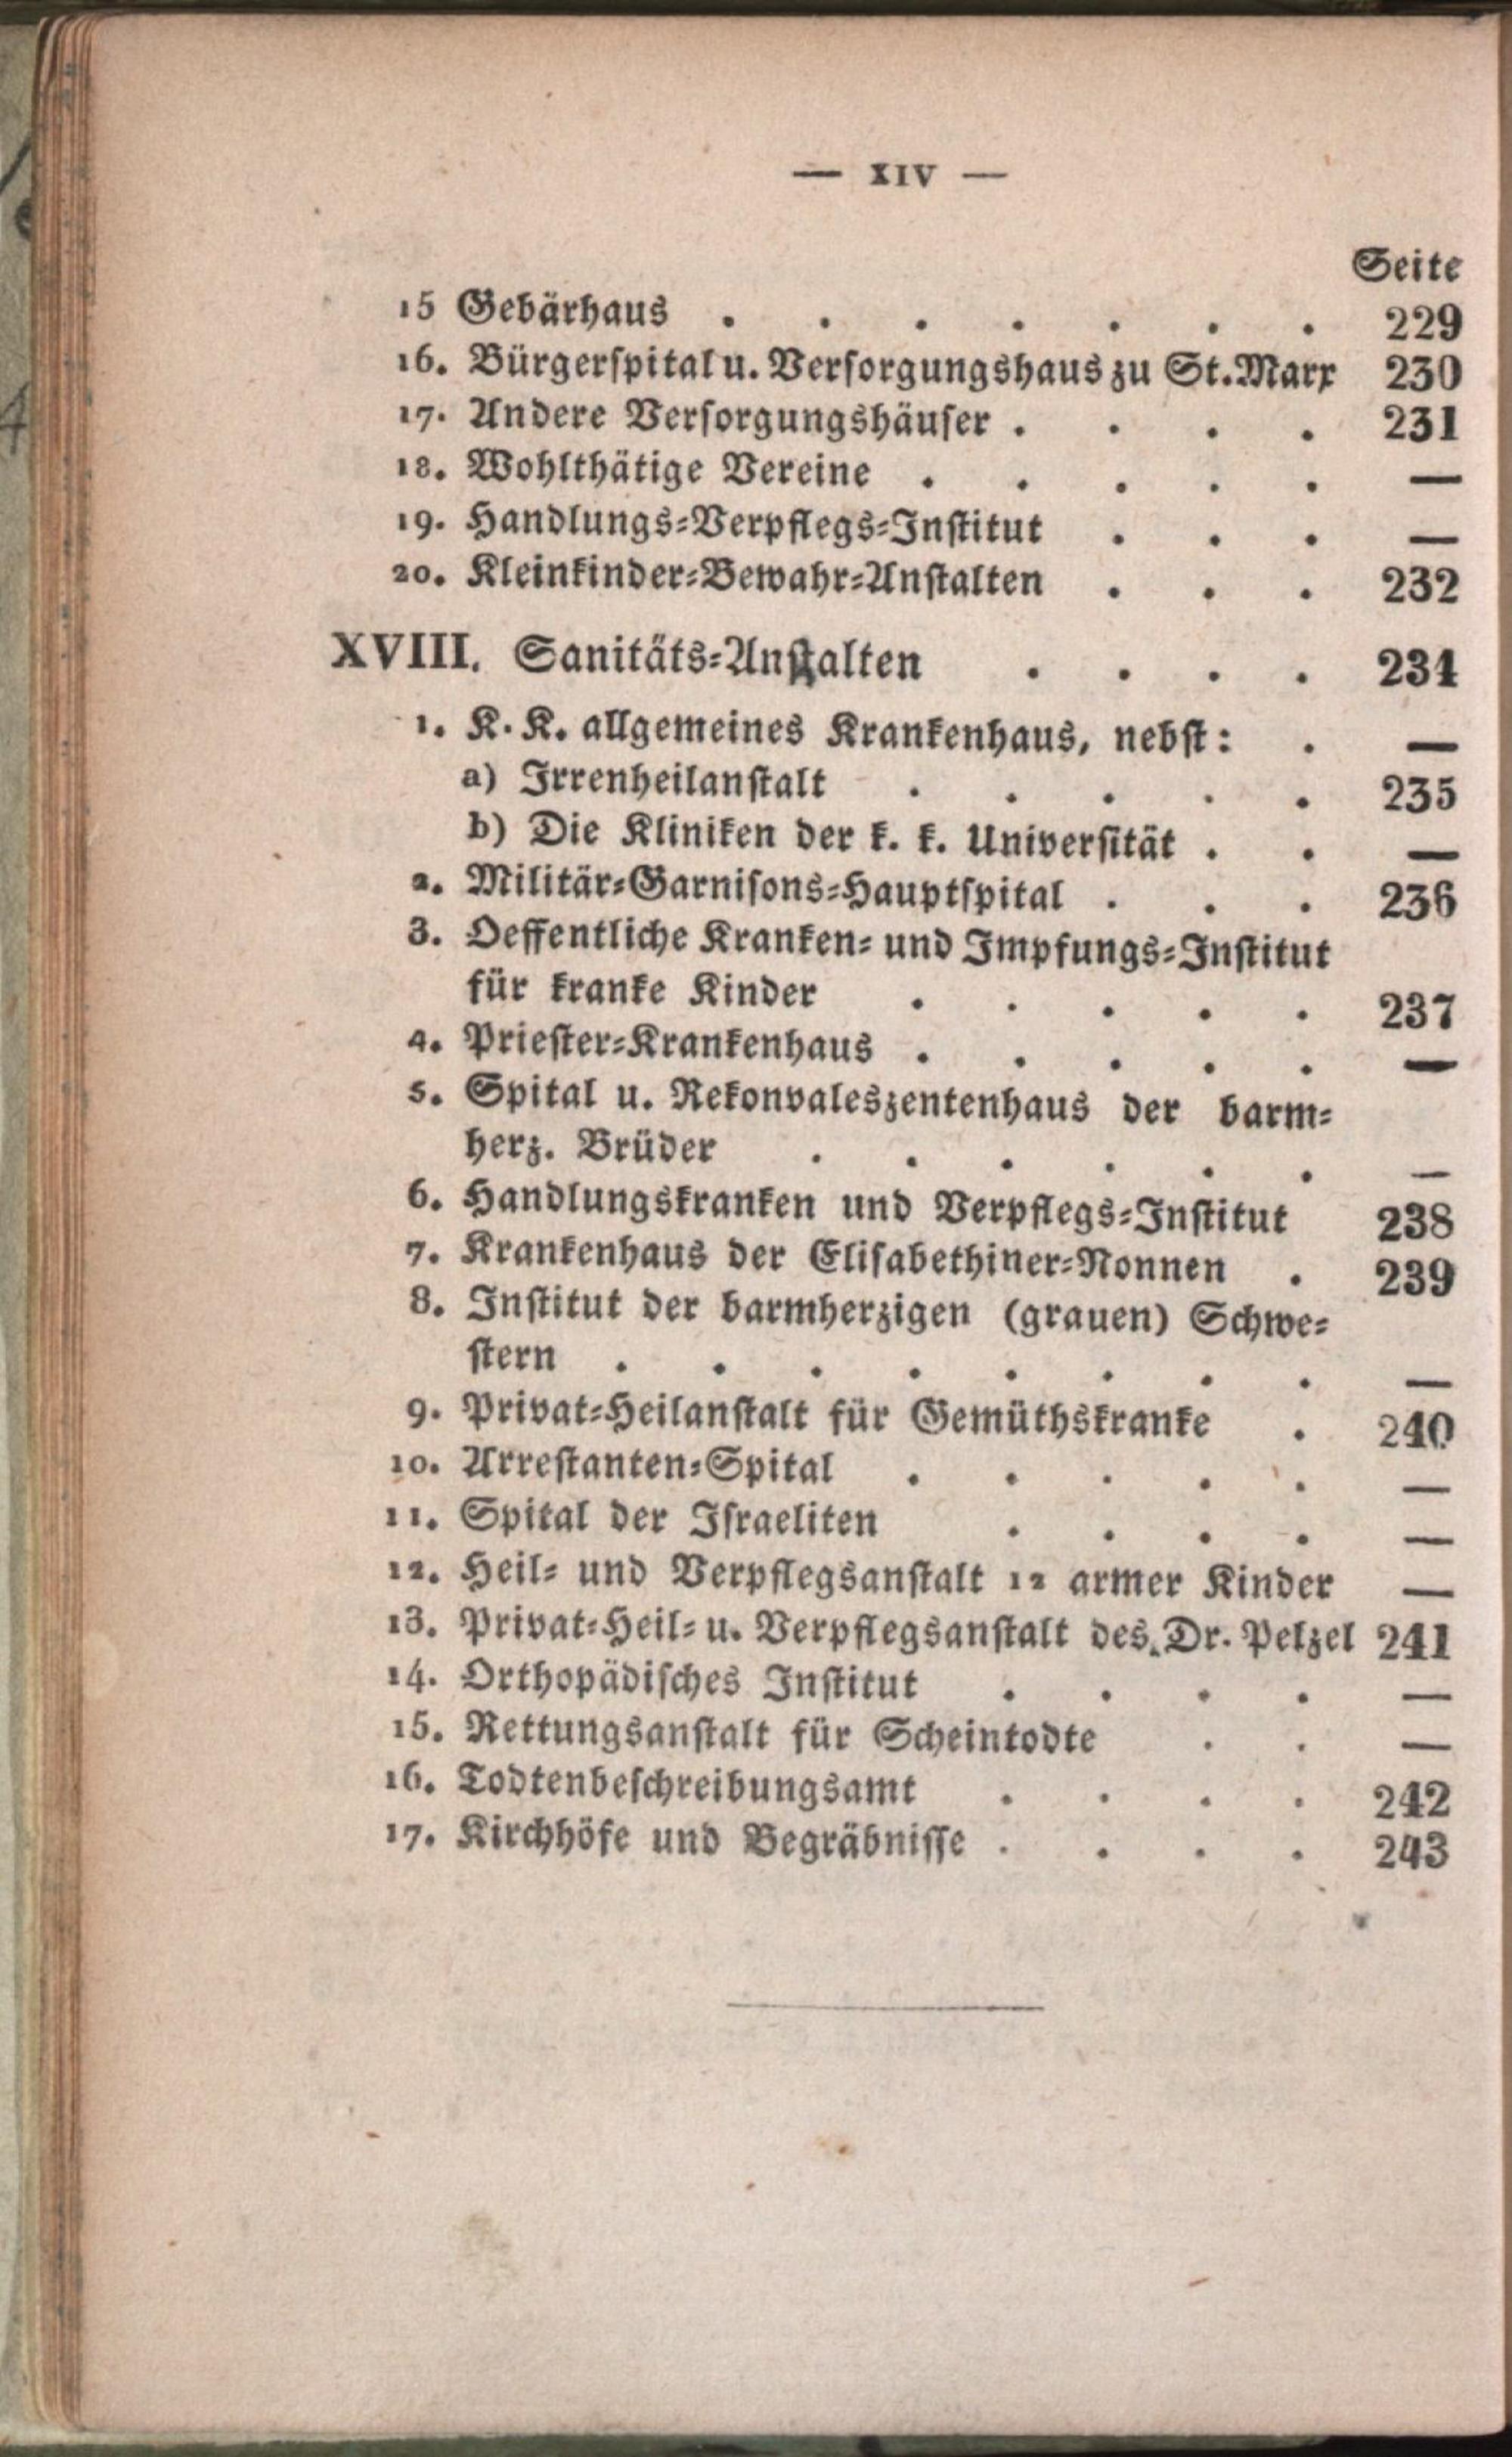 — XIV —
Seite
15 Gebärhaus . . . . . . . 229
16. Bürgerspital u. Versorgungshaus zu St. Marx 230
17. Andere Versorgungshäuser . . . . 231
18. Wohlthätige Vereine . . . . . —
19. Handlungs-Verpflegs-Institut . . . —
20. Kleinkinder-Bewahr-Anstalten . . . 232
XVIII. Sanitäts-Anstalten . . . . 234
1. K. K. allgemeines Krankenhaus, nebst: . —
a) Irrenheilanstalt . . . . . 235
b) Die Kliniken der k. k. Universität . . —
2. Militär-Garnisons-Hauptspital . . . 236
3. Oeffentliche Kranken- und Impfungs-Institut
für kranke Kinder . . . . . 237
4. Priester-Krankenhaus . . . . . —
5. Spital u. Rekonvaleszentenhaus der barm-
herz. Brüder . . . . . . —
6. Handlungskranken und Verpflegs-Institut 238
7. Krankenhaus der Elisabethiner-Nonnen . 239
8. Institut der barmherzigen (grauen) Schwe-
stern . . . . . . . . —
9. Privat-Heilanstalt für Gemüthskranke . 240
10. Arrestanten-Spital . . . . . —
11. Spital der Israeliten . . . . —
12. Heil- und Verpflegsanstalt 12 armer Kinder —
13. Privat-Heil- u. Verpflegsanstalt des Dr. Pelzel 241
14. Orthopädisches Institut . . . . —
15. Rettungsanstalt für Scheintodte . . —
16. Todtenbeschreibungsamt . . . . 242
17. Kirchhöfe und Begräbnisse . . . . 243